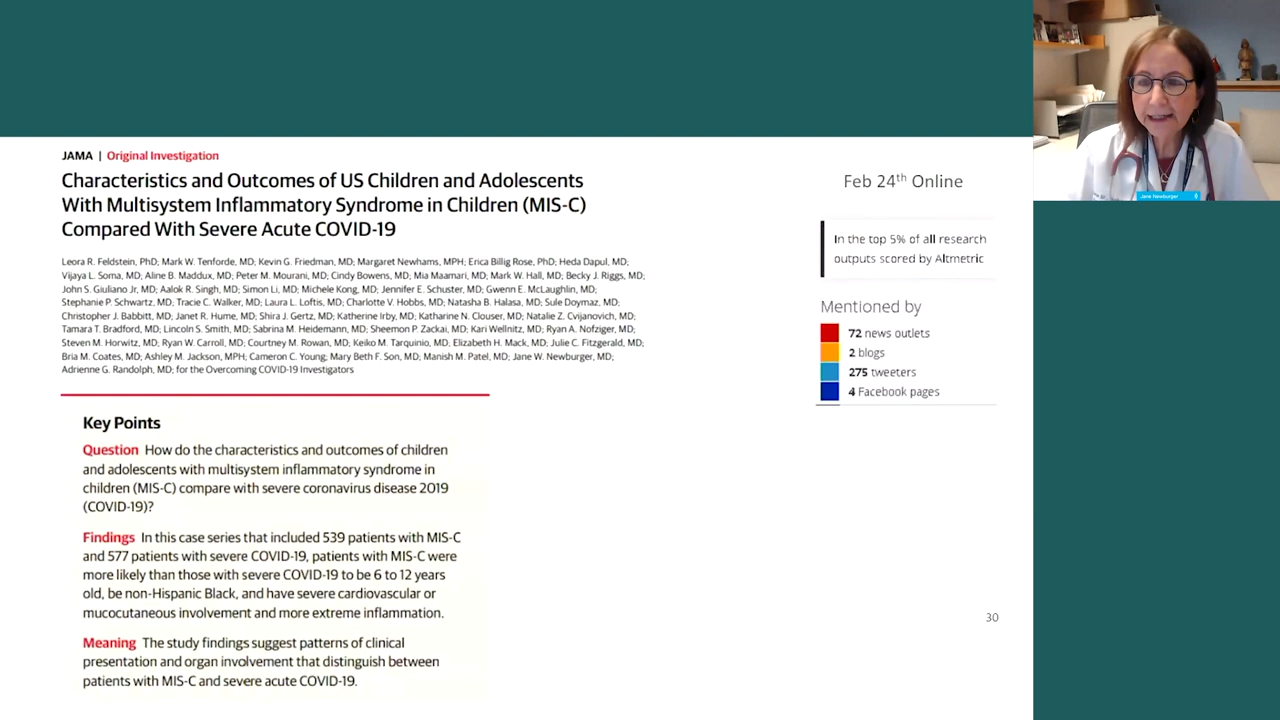 JAMA | Original Investigation
Characteristics and Outcomes of US Children and Adolescents
With Multisystem Inflammatory Syndrome in Children (MIS-C)
Compared With Severe Acute COVID-19
Leora R. Feldstein, PhD; Mark W. Tenforde, MD; Kevin G. Friedman, MD; Margaret Newhams, MPH; Erica Billig Rose, PhD; Heda Dapul, MD;
Vijaya L. Soma, MD; Aline B. Maddux, MD; Peter M. Mourani, MD; Cindy Bowens, MD; Mia Maamari, MD; Mark W. Hall, MD; Becky J. Riggs, MD;
John S. Giuliano Jr, MD; Aalok R. Singh, MD; Simon Li, MD; Michele Kong, MD; Jennifer E. Schuster, MD; Gwenn E. McLaughlin, MD;
Stephanie P. Schwartz, MD; Tracie C. Walker, MD; Laura L. Loftis, MD; Charlotte V. Hobbs, MD; Natasha B. Halasa, MD; Sule Doymaz, MD;
Christopher J. Babbitt, MD; Janet R. Hume, MD; Shira J. Gertz, MD; Katherine Irby, MD; Katharine N. Clouser, MD; Natalie Z. Cvijanovich, MD;
Tamara T. Bradford, MD; Lincoln S. Smith, MD; Sabrina M. Heidemann, MD; Sheemon P. Zackai, MD; Kari Wellnitz, MD; Ryan A. Nofziger, MD;
Steven M. Horwitz, MD; Ryan W. Carroll, MD; Courtney M. Rowan, MD; Keiko M. Tarquinio, MD; Elizabeth H. Mack, MD; Julie C. Fitzgerald, MD;
Bria M. Coates, MD; Ashley M. Jackson, MPH; Cameron C. Young; Mary Beth F. Son, MD; Manish M. Patel, MD; Jane W. Newburger, MD;
Adrienne G. Randolph, MD; for the Overcoming COVID-19 Investigators
Key Points
Question How do the characteristics and outcomes of children
and adolescents with multisystem inflammatory syndrome in
children (MIS-C) compare with severe coronavirus disease 2019
(COVID-19)?
Findings In this case series that included 539 patients with MIS-C
and 577 patients with severe COVID-19, patients with MIS-C were
more likely than those with severe COVID-19 to be 6 to 12 years
old, be non-Hispanic Black, and have severe cardiovascular or
mucocutaneous involvement and more extreme inflammation.
Meaning The study findings suggest patterns of clinical
presentation and organ involvement that distinguish between
patients with MIS-C and severe acute COVID-19.
Feb 24th Online
In the top 5% of all research
outputs scored by Altmetric
Mentioned by
72 news outlets
2 blogs
275 tweeters
4 Facebook pages
30
Jane Newburger